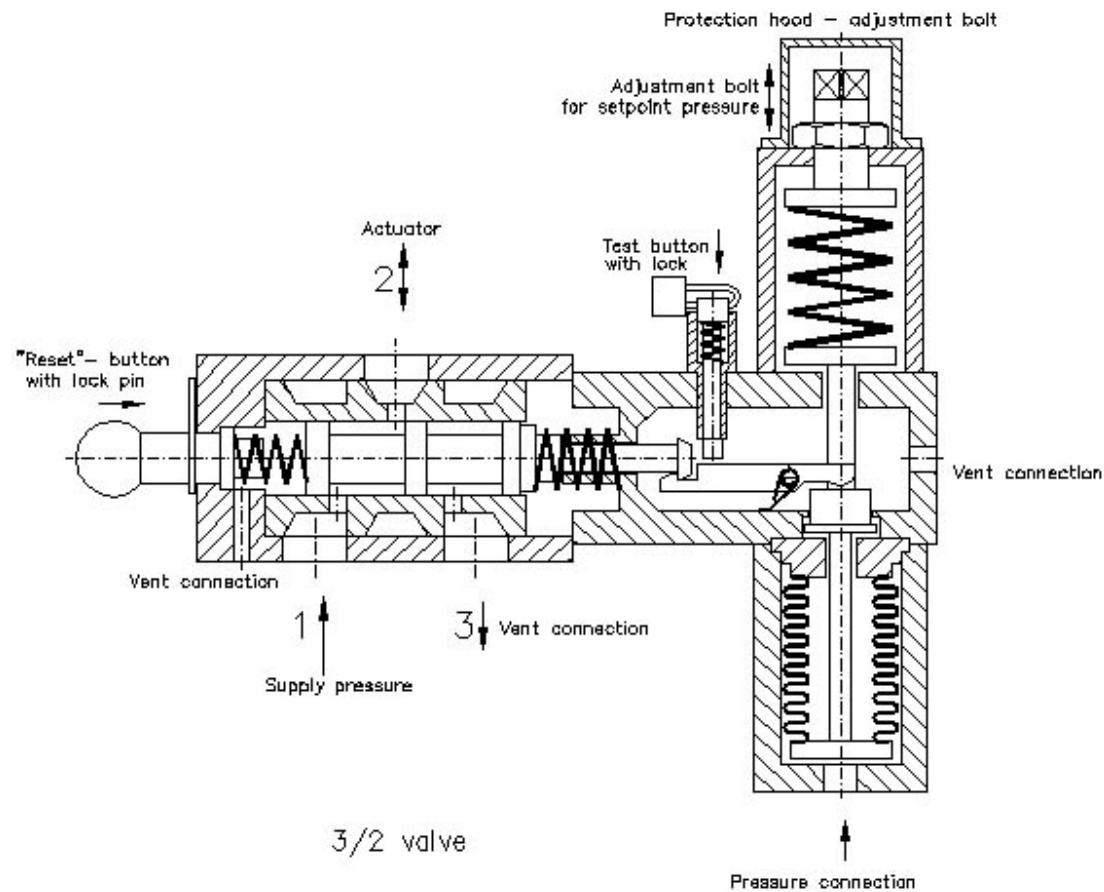 Protection hood - adjustment bolt
Adjustment bolt
for setpoint pressure
Actuator
2
Test button
with lock
"Reset"- button
with lock pin
Vent connection
Vent connection
1
3
Vent connection
Supply pressure
3/2 valve
Pressure connection